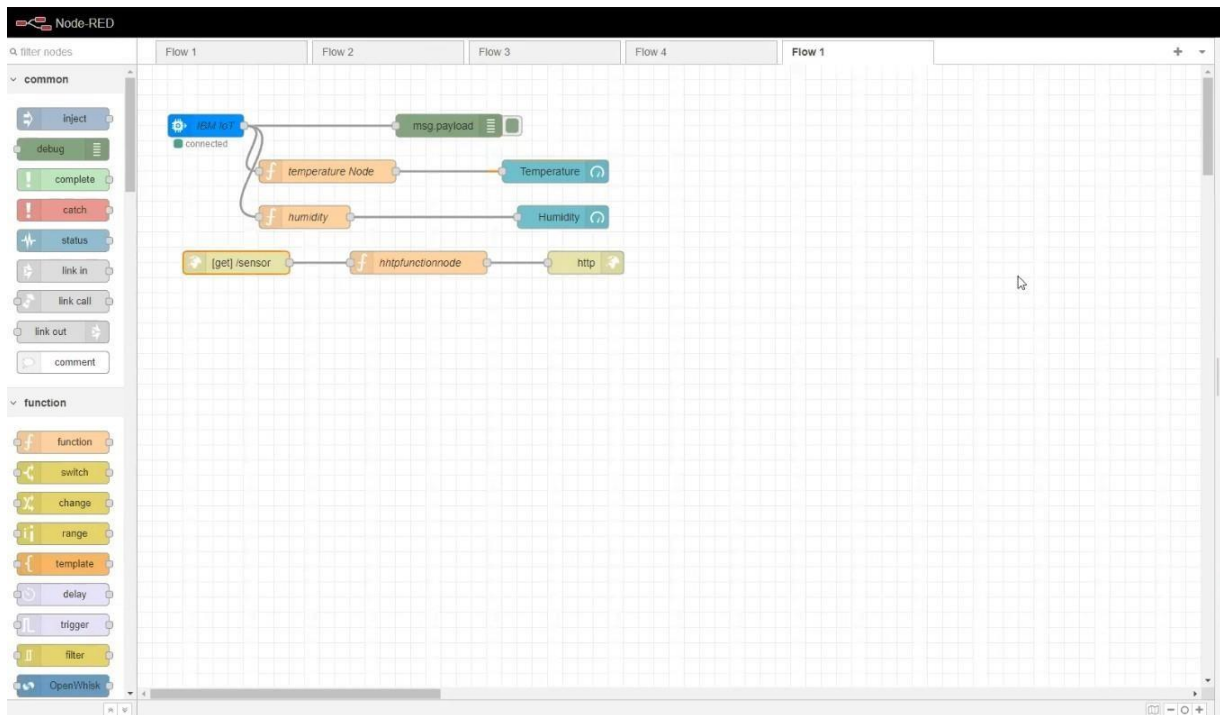 Node-RED
filter nodes
Flow 1
Flow 2
Flow 3
Flow 4
Flow 1
common
inject
debug
complete
catch
status
link in
link call
link out
comment
function
function
switch
change
range
template
delay
trigger
filter
OpenWhisk
IBM IoT
connected
msg.payload
temperature Node
Temperature
humidity
Humidity
[get] /sensor
hhtpfunctionnode
http